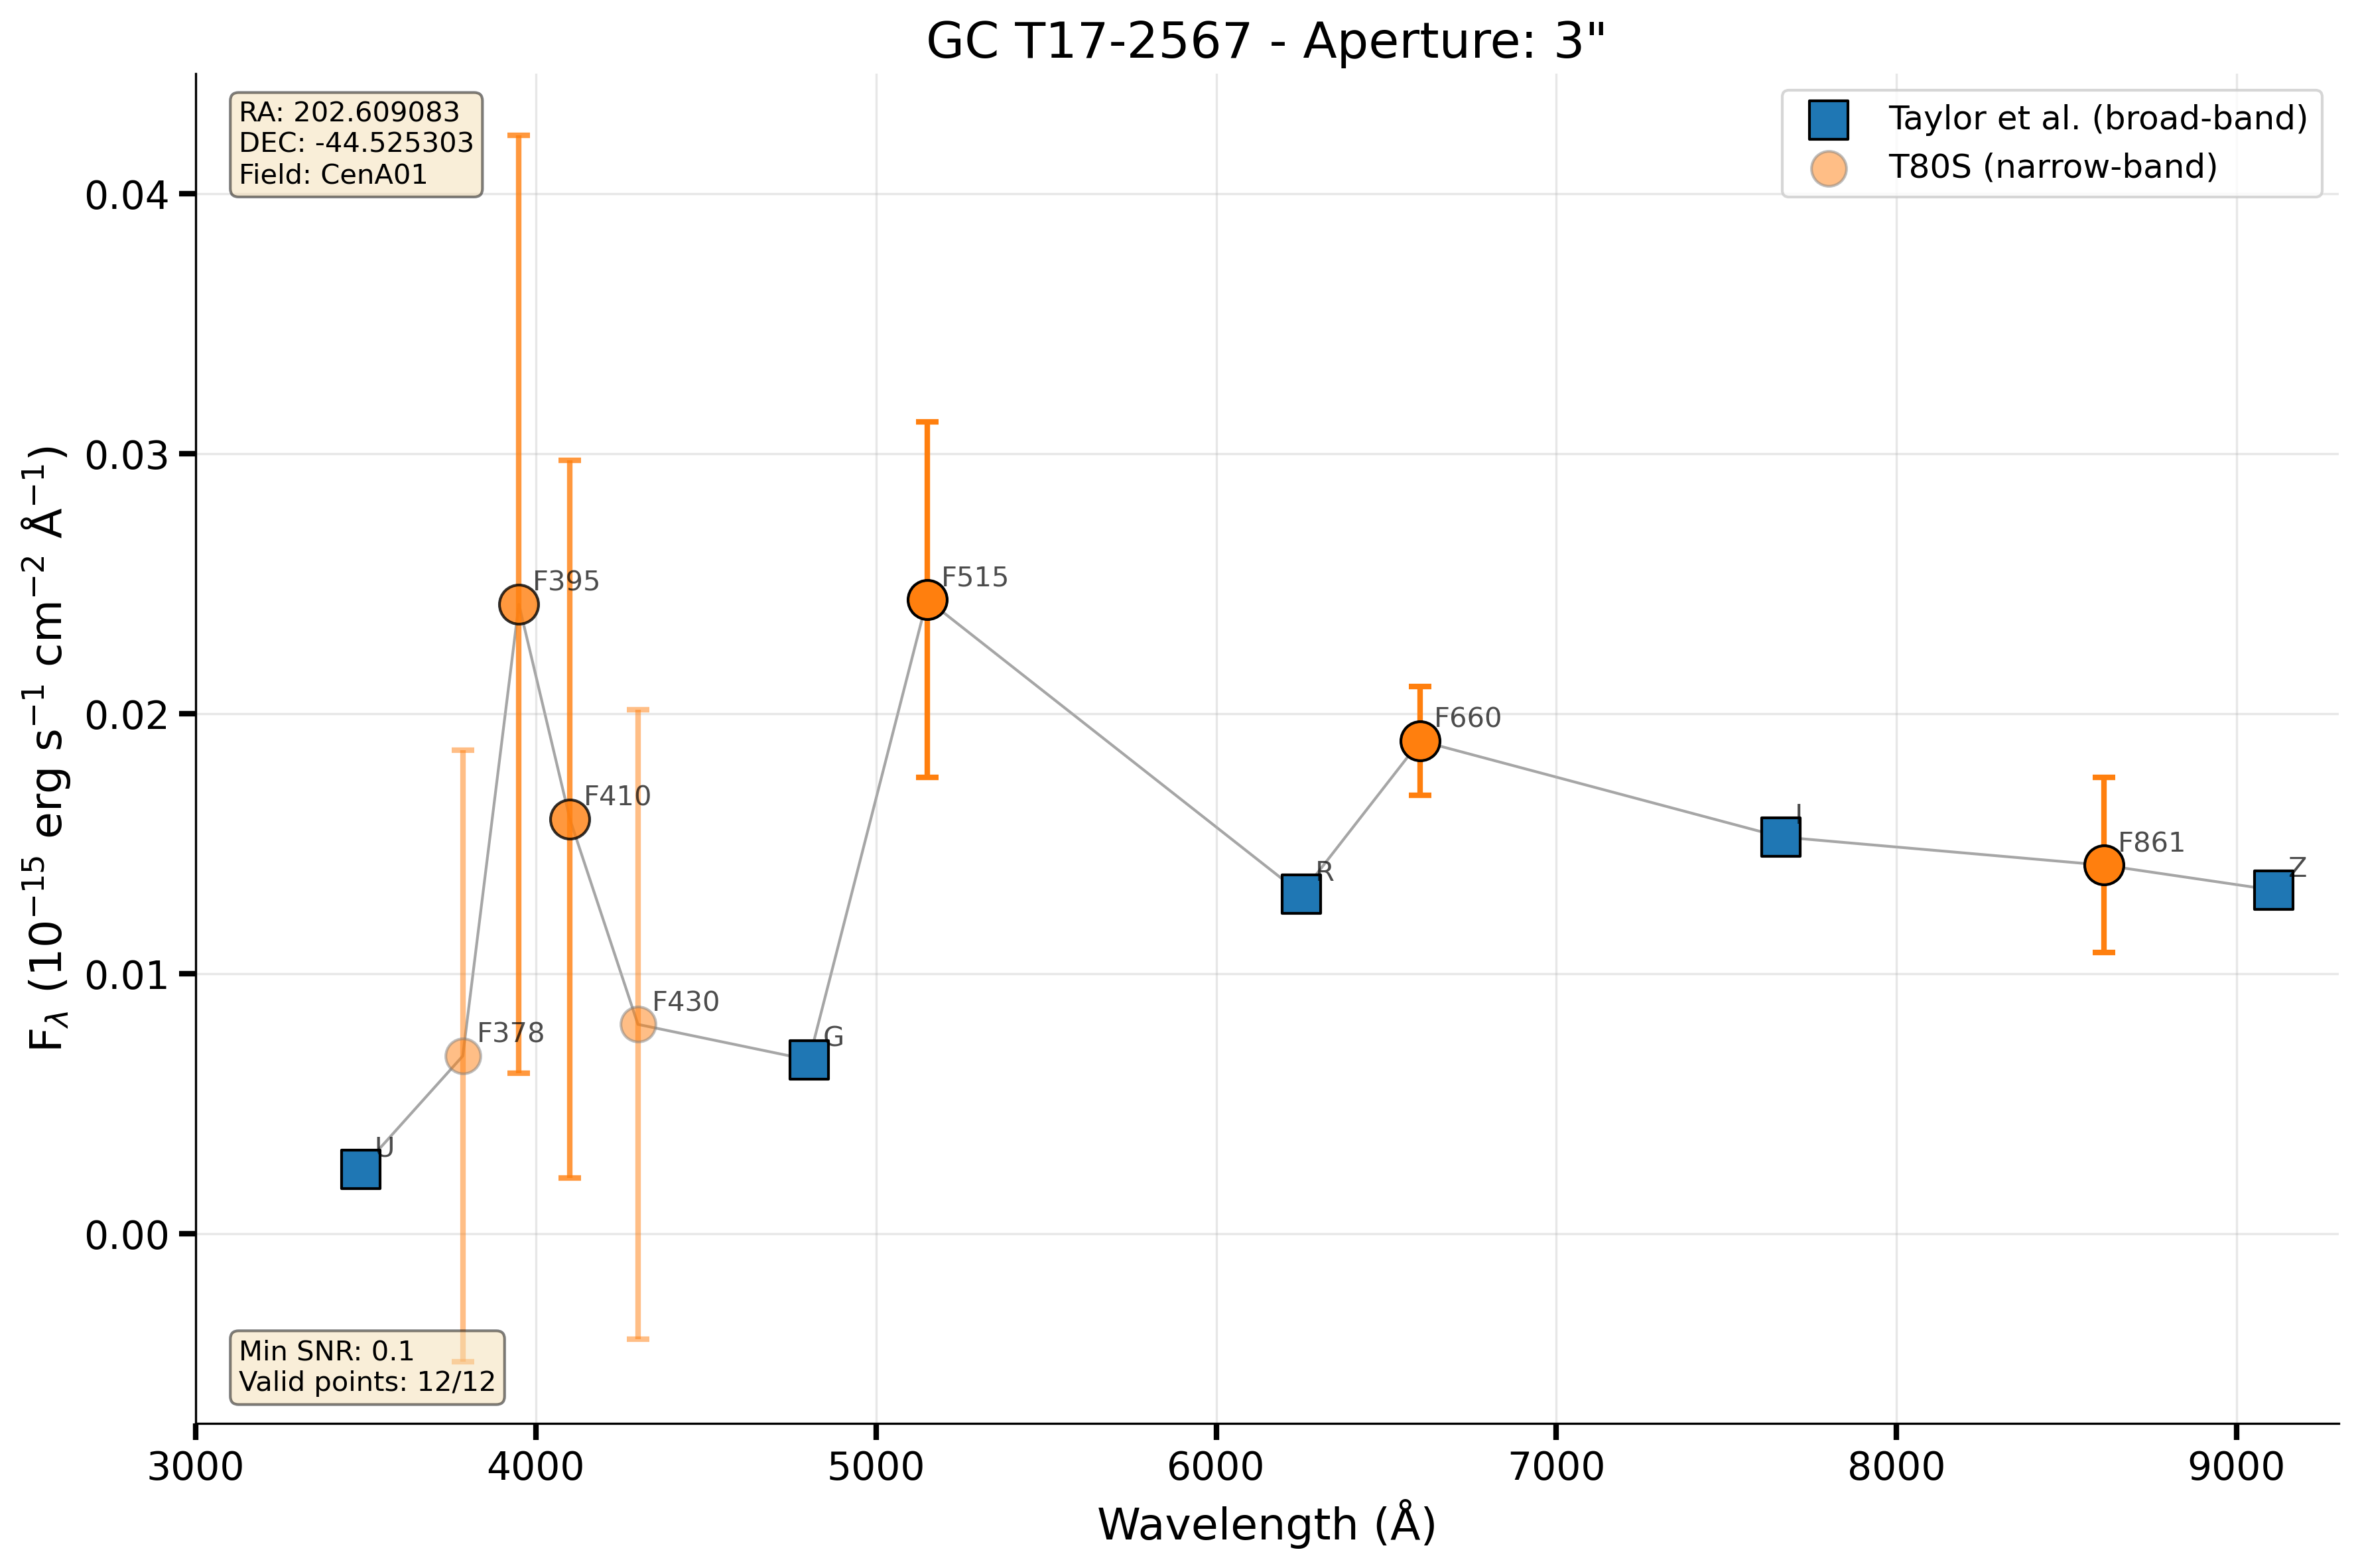 GC T17-2567 - Aperture: 3"
RA: 202.609083
DEC: -44.525303
Field: CenA01
Taylor et al. (broad-band)
T80S (narrow-band)
0.04
0.03
0.02
0.01
0.00
F$_{\lambda}$ (10$^{-15}$ erg s$^{-1}$ cm$^{-2}$ Å$^{-1}$)
U
F378
F395
F410
F430
G
F515
R
F660
I
F861
Z
Min SNR: 0.1
Valid points: 12/12
3000
4000
5000
6000
7000
8000
9000
Wavelength (Å)